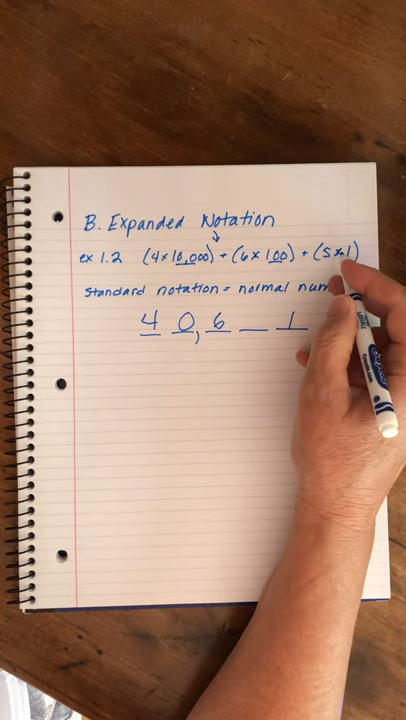 B. Expanded Notation
ex 1.2 (4 × 10,000) + (6 × 100) + (5 × 1)
standard notation = normal num
4 0, 6 _ 1
Crayola